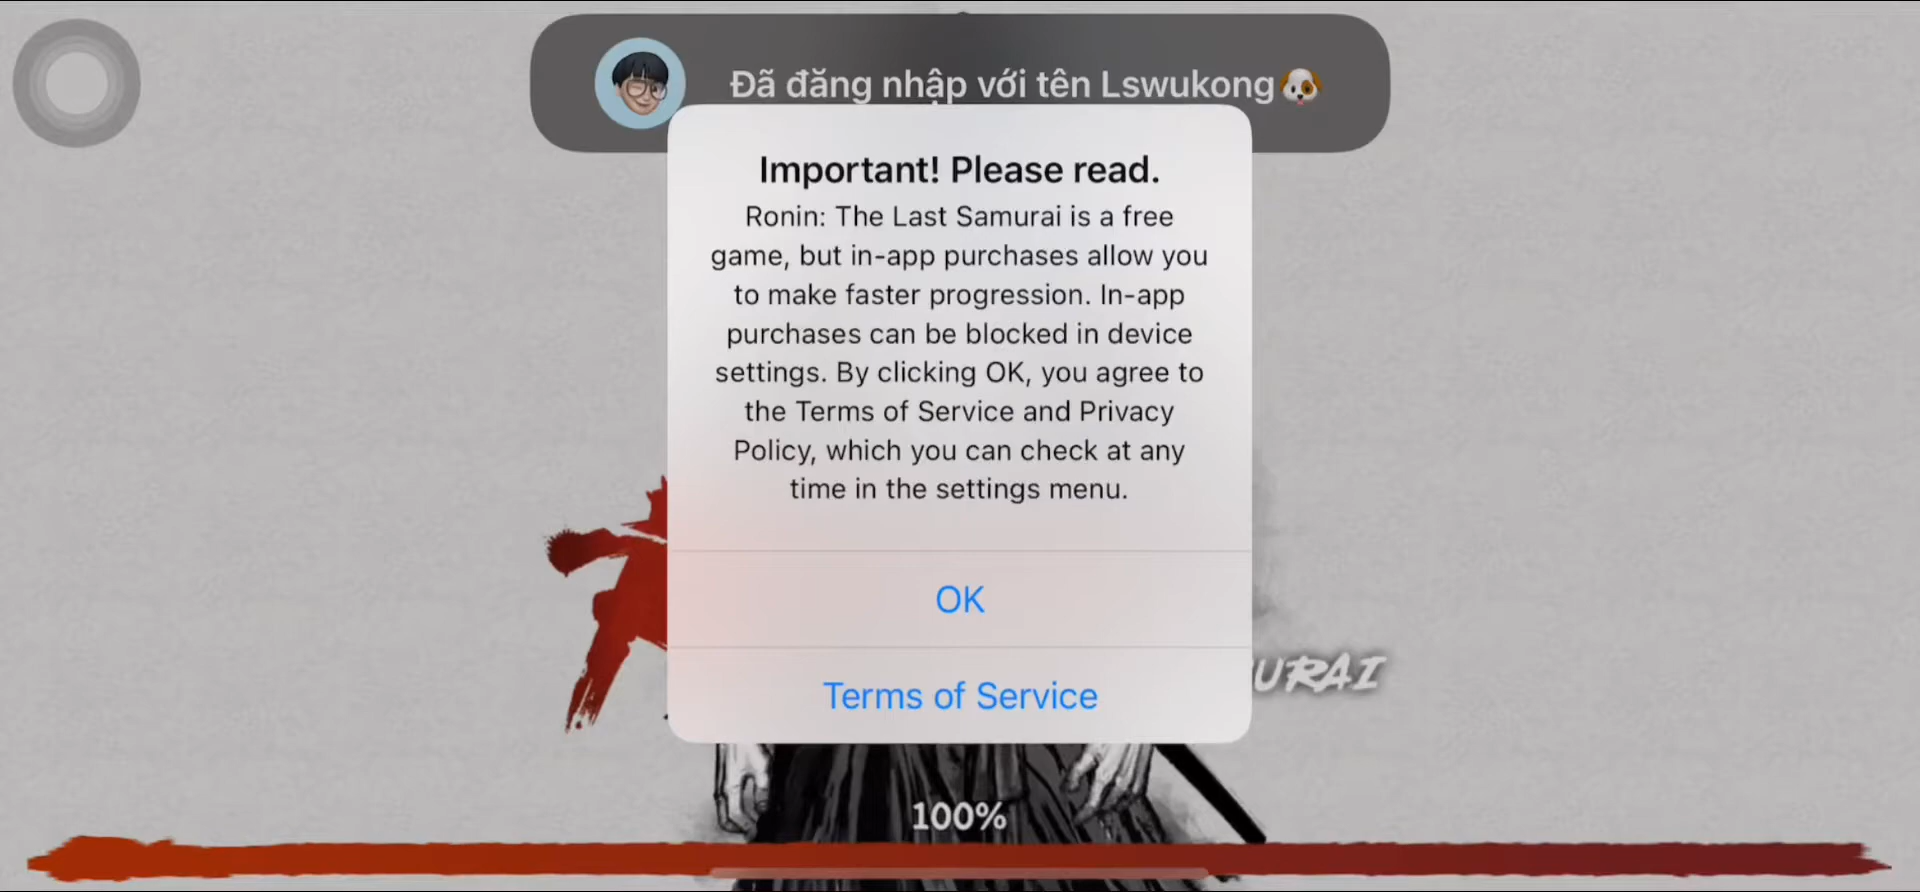 Đã đăng nhập với tên Lswukong🐶
Important! Please read.
Ronin: The Last Samurai is a free
game, but in-app purchases allow you
to make faster progression. In-app
purchases can be blocked in device
settings. By clicking OK, you agree to
the Terms of Service and Privacy
Policy, which you can check at any
time in the settings menu.
OK
URAI
Terms of Service
100%